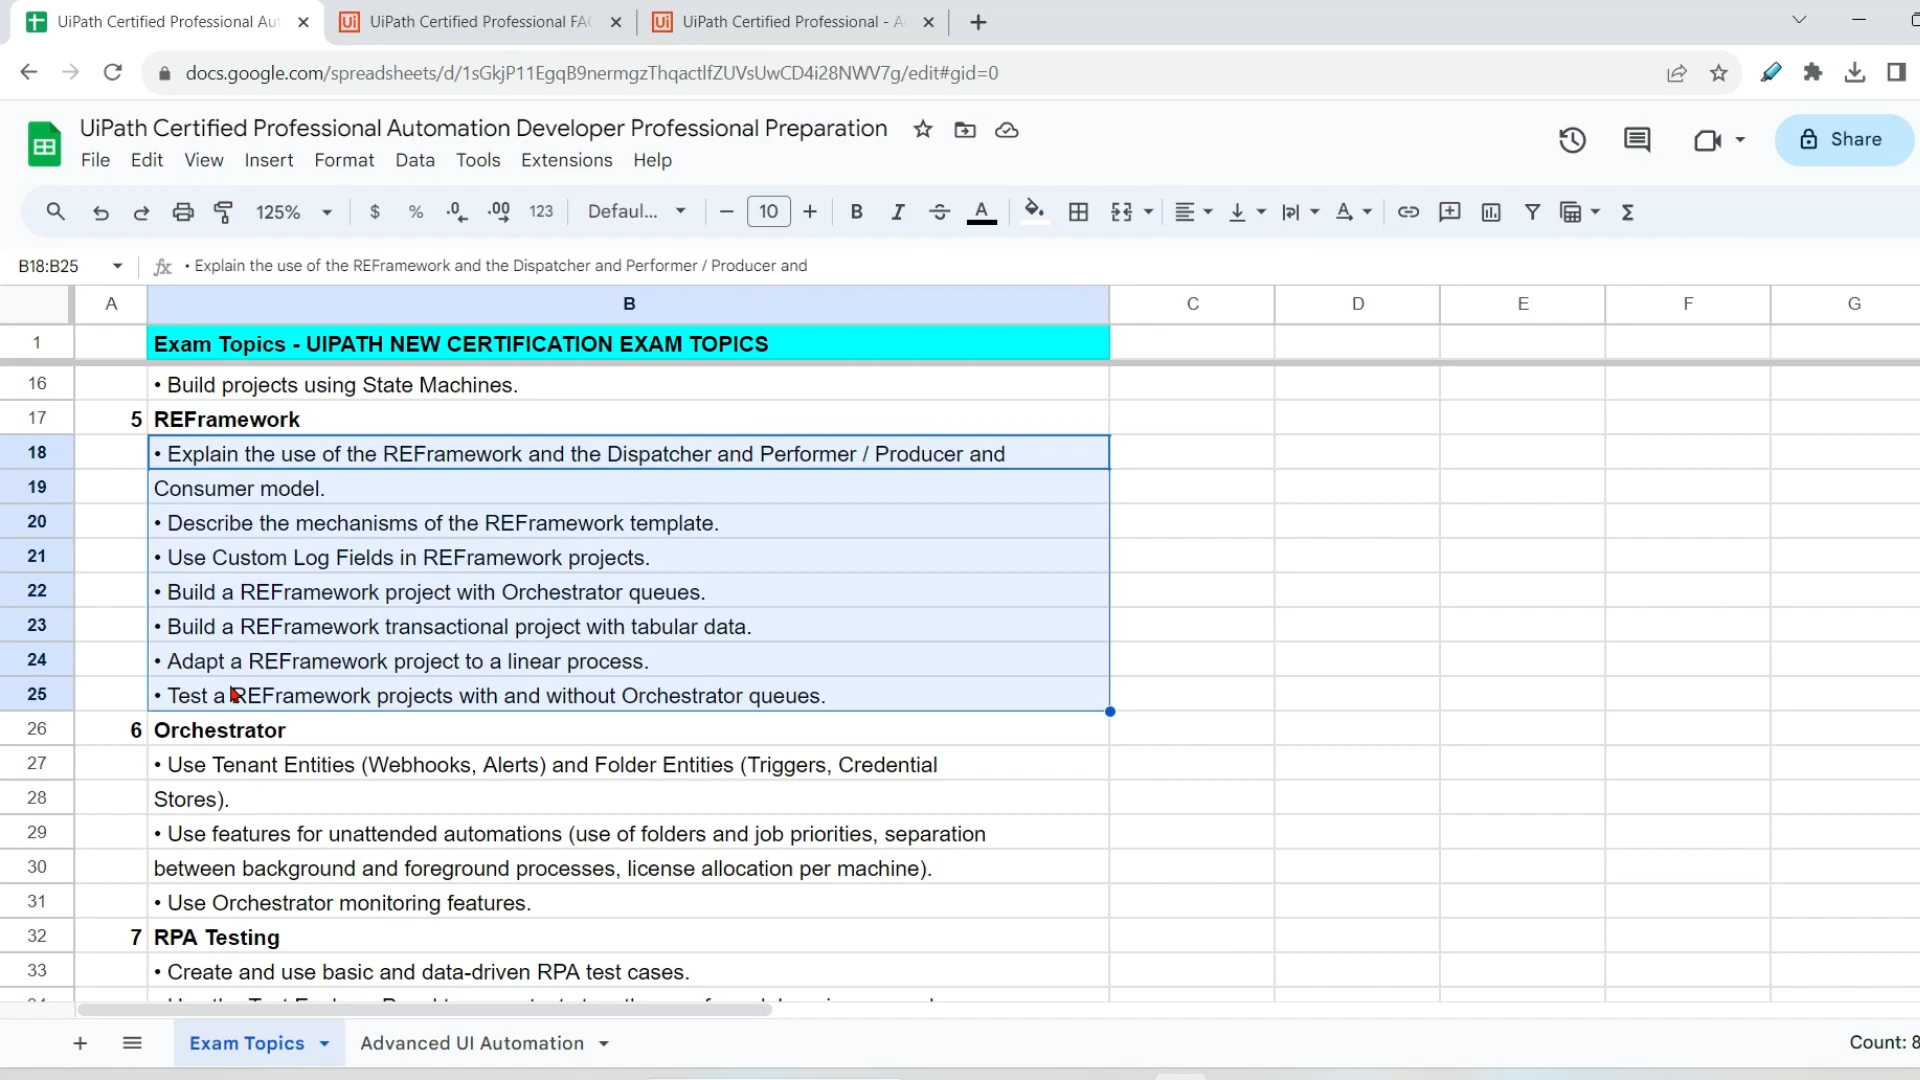 UiPath Certified Professional Au
UiPath Certified Professional FA
UiPath Certified Professional - A
docs.google.com/spreadsheets/d/1sGkjP11EgqB9nermgzThqactlfZUVsUwCD4i28NWV7g/edit#gid=0
UiPath Certified Professional Automation Developer Professional Preparation
File Edit View Insert Format Data Tools Extensions Help
Share
125% $ % .0 .00 123 Defaul... 10 B I A
B18:B25 fx • Explain the use of the REFramework and the Dispatcher and Performer / Producer and
A B C D E F G
1 Exam Topics - UIPATH NEW CERTIFICATION EXAM TOPICS
16 • Build projects using State Machines.
17 5 REFramework
18 • Explain the use of the REFramework and the Dispatcher and Performer / Producer and
19 Consumer model.
20 • Describe the mechanisms of the REFramework template.
21 • Use Custom Log Fields in REFramework projects.
22 • Build a REFramework project with Orchestrator queues.
23 • Build a REFramework transactional project with tabular data.
24 • Adapt a REFramework project to a linear process.
25 • Test a REFramework projects with and without Orchestrator queues.
26 6 Orchestrator
27 • Use Tenant Entities (Webhooks, Alerts) and Folder Entities (Triggers, Credential
28 Stores).
29 • Use features for unattended automations (use of folders and job priorities, separation
30 between background and foreground processes, license allocation per machine).
31 • Use Orchestrator monitoring features.
32 7 RPA Testing
33 • Create and use basic and data-driven RPA test cases.
Exam Topics Advanced UI Automation Count: 8